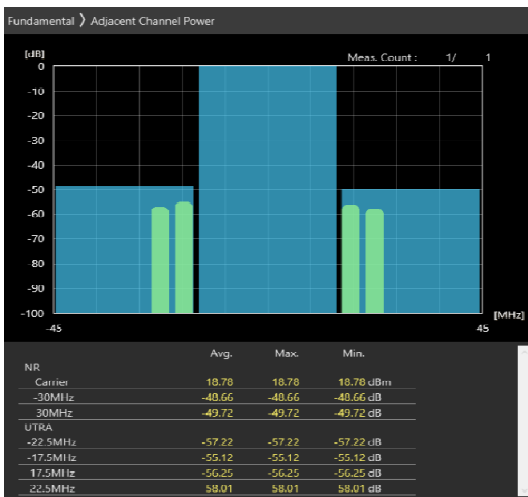 Fundamental ❯ Adjacent Channel Power
[dB]
Meas. Count : 1/ 1
0
-10
-20
-30
-40
-50
-60
-70
-80
-90
-100
[MHz]
-45 45
Avg. Max. Min.
NR
Carrier 18.78 18.78 18.78 dBm
-30MHz -48.66 -48.66 -48.66 dB
30MHz -49.72 -49.72 -49.72 dB
UTRA
-22.5MHz -57.22 -57.22 -57.22 dB
-17.5MHz -55.12 -55.12 -55.12 dB
17.5MHz -56.25 -56.25 -56.25 dB
22.5MHz 58.01 58.01 58.01 dB